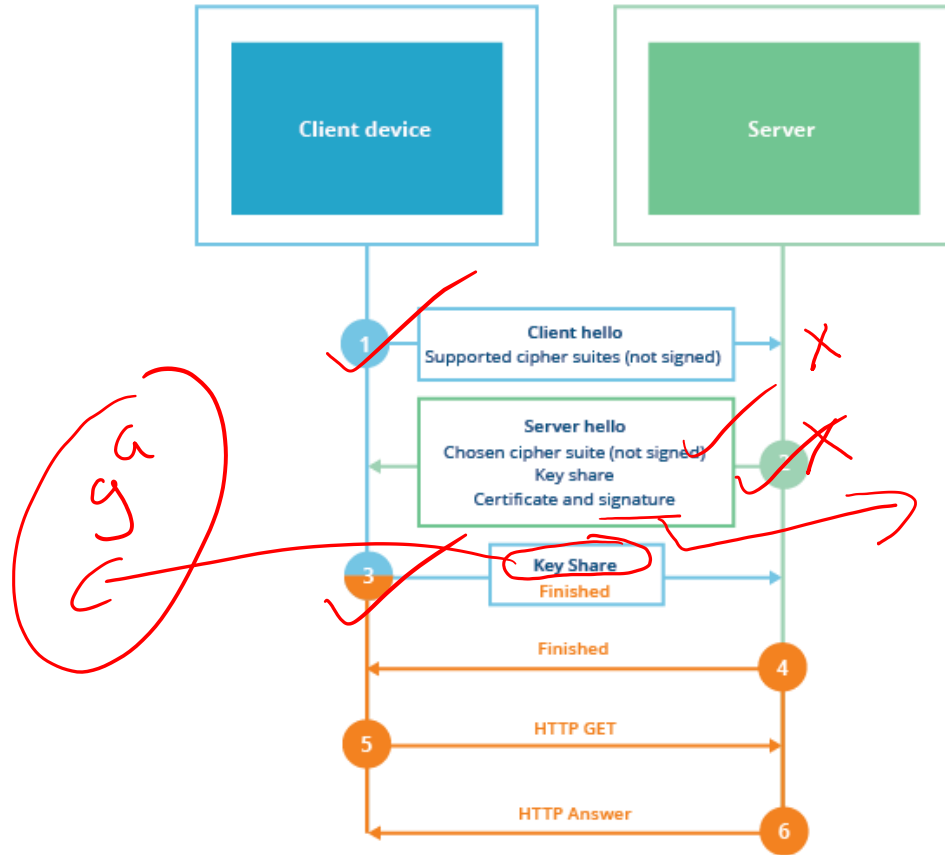 Client device
Server
1
Client hello
Supported cipher suites (not signed)
X
Server hello
Chosen cipher suite (not signed)
Key share
Certificate and signature
2
X
a
g
3
Key Share
Finished
Finished
4
5
HTTP GET
HTTP Answer
6